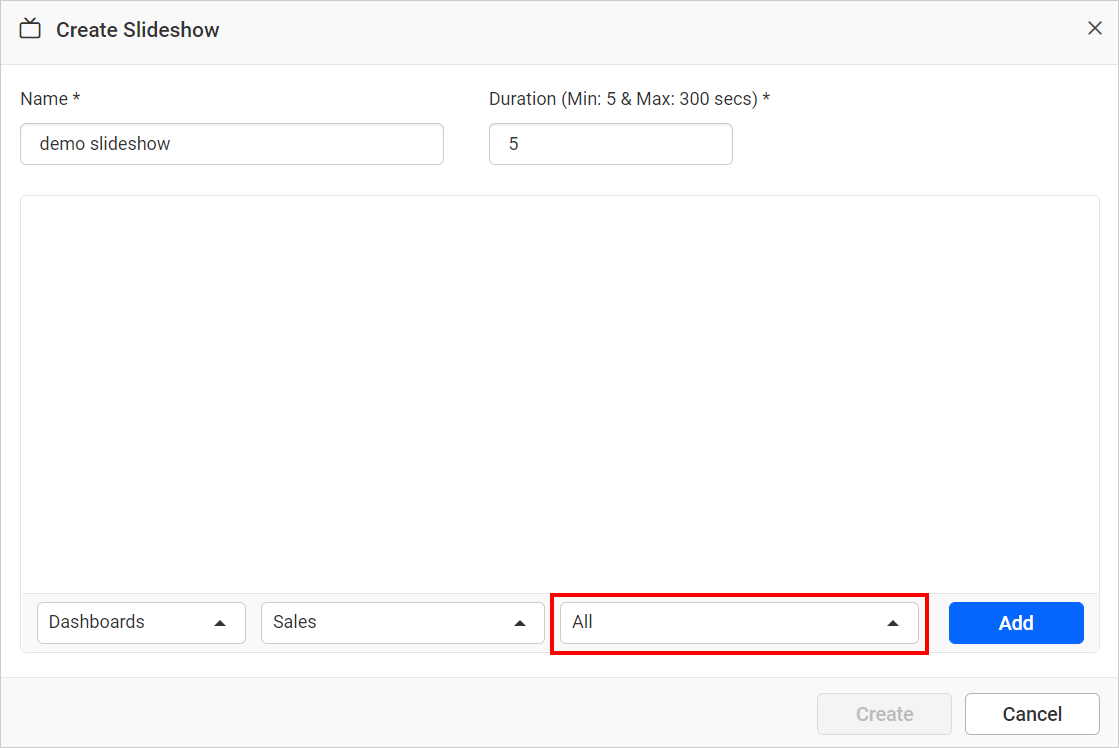 Create Slideshow
Name *
Duration (Min: 5 & Max: 300 secs) *
demo slideshow
5
Dashboards
Sales
All
Add
Create
Cancel